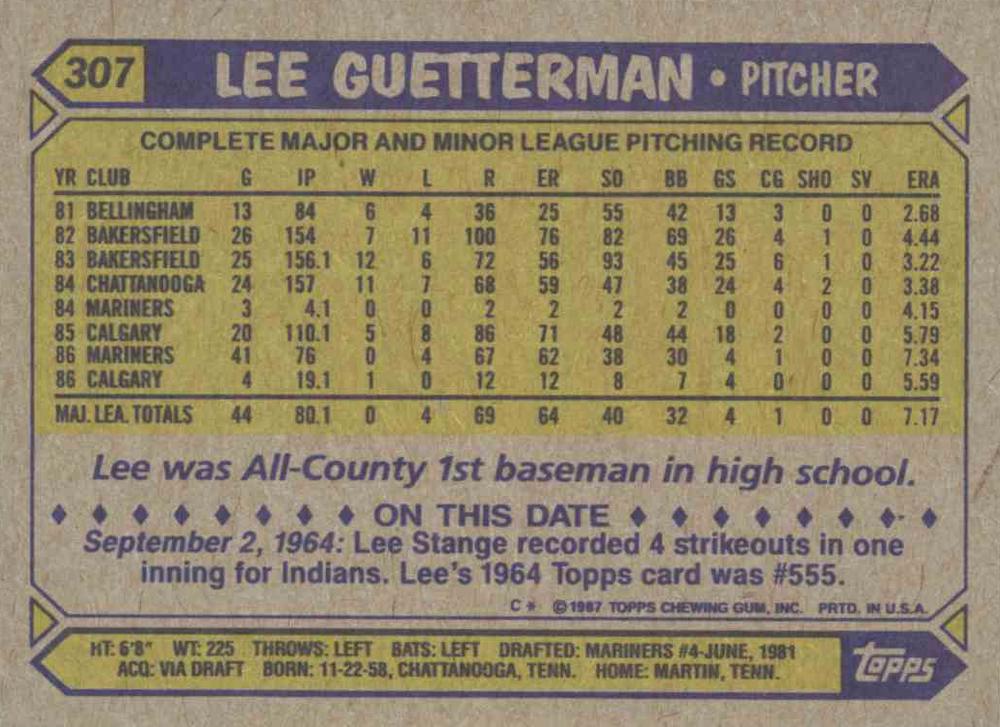 307 LEE GUETTERMAN • PITCHER
COMPLETE MAJOR AND MINOR LEAGUE PITCHING RECORD
YR CLUB G IP W L R ER SO BB GS CG SHO SV ERA
81 BELLINGHAM 13 84 6 4 36 25 55 42 13 3 0 0 2.68
82 BAKERSFIELD 26 154 7 11 100 76 82 69 26 4 1 0 4.44
83 BAKERSFIELD 25 156.1 12 6 72 56 93 45 25 6 1 0 3.22
84 CHATTANOOGA 24 157 11 7 68 59 47 38 24 4 2 0 3.38
84 MARINERS 3 4.1 0 0 2 2 2 2 0 0 0 0 4.15
85 CALGARY 20 110.1 5 8 86 71 48 44 18 2 0 0 5.79
86 MARINERS 41 76 0 4 67 62 38 30 4 1 0 0 7.34
86 CALGARY 4 19.1 1 0 12 12 8 7 4 0 0 0 5.59
MAJ. LEA. TOTALS 44 80.1 0 4 69 64 40 32 4 1 0 0 7.17
Lee was All-County 1st baseman in high school.
♦ ♦ ♦ ♦ ♦ ♦ ♦ ♦ ON THIS DATE ♦ ♦ ♦ ♦ ♦ ♦ ♦ ♦
September 2, 1964: Lee Stange recorded 4 strikeouts in one
inning for Indians. Lee's 1964 Topps card was #555.
C * ©1987 TOPPS CHEWING GUM, INC. PRTD. IN U.S.A.
HT: 6'8" WT: 225 THROWS: LEFT BATS: LEFT DRAFTED: MARINERS #4-JUNE, 1981
ACQ: VIA DRAFT BORN: 11-22-58, CHATTANOOGA, TENN. HOME: MARTIN, TENN.
topps